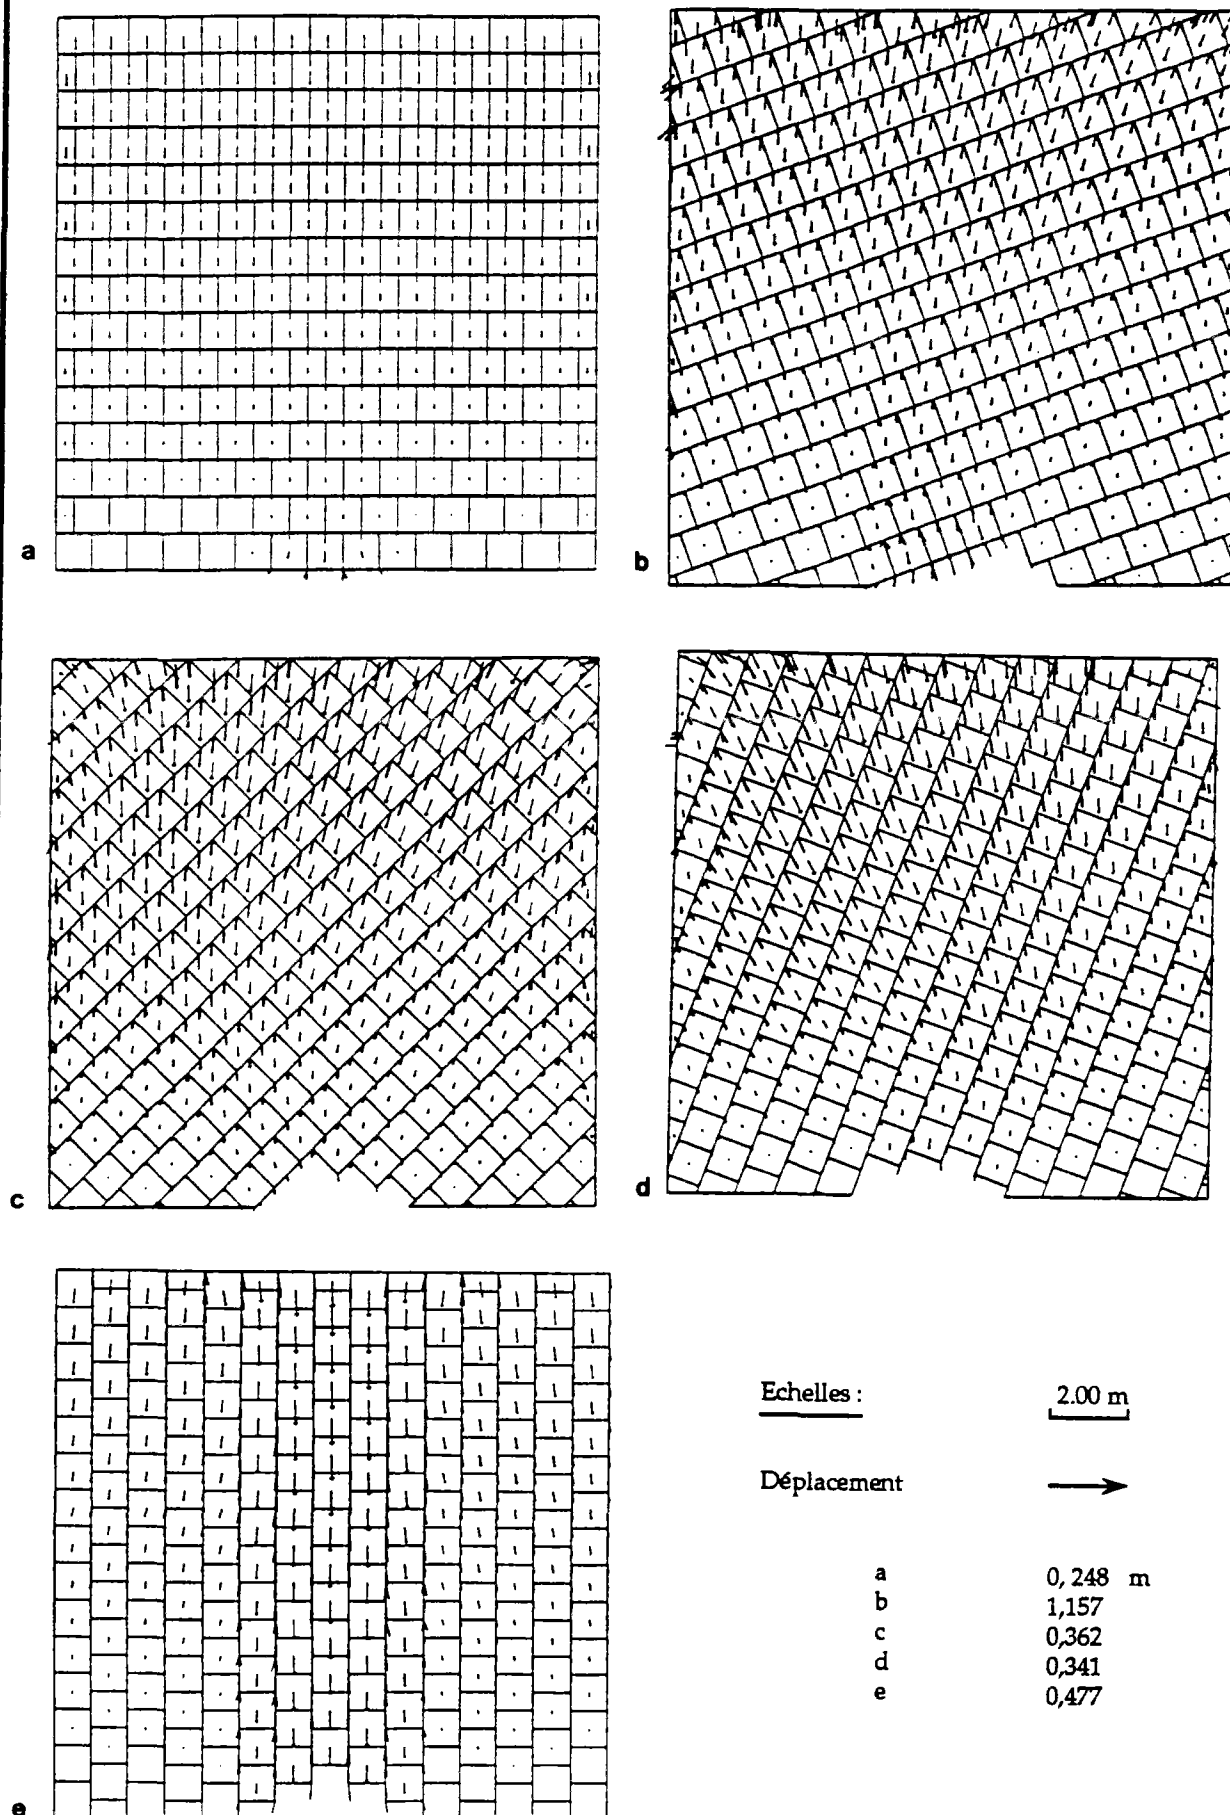 a
b
c
d
e
Echelles :
2.00 m
Déplacement
a 0, 248 m
b 1,157
c 0,362
d 0,341
e 0,477